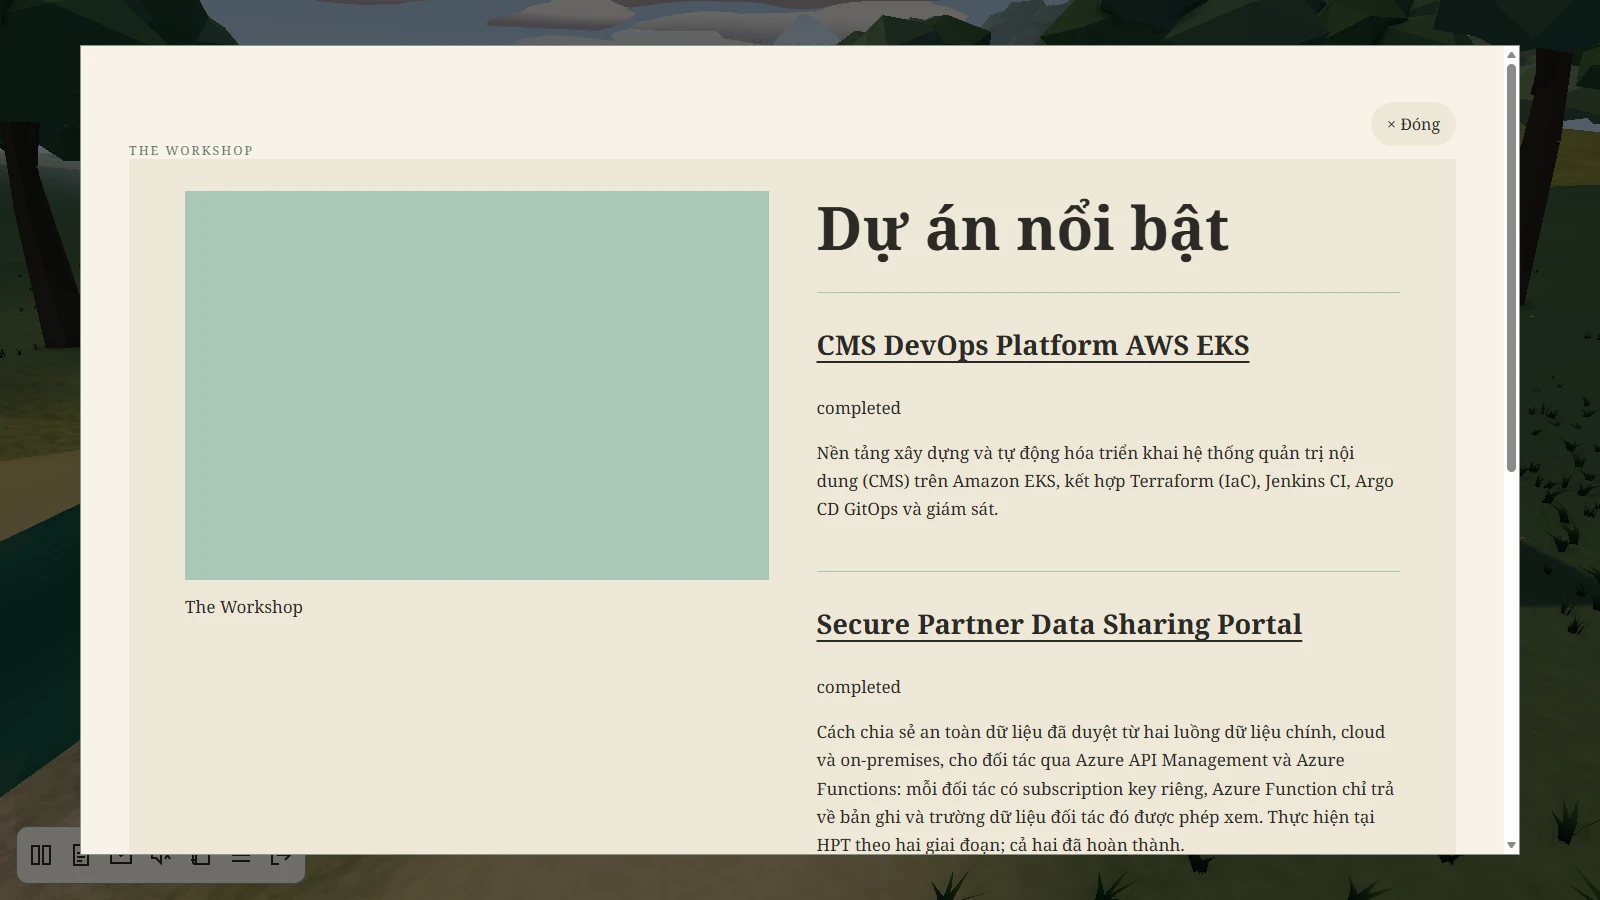 × Đóng
THE WORKSHOP
Dự án nổi bật
CMS DevOps Platform AWS EKS
completed
Nền tảng xây dựng và tự động hóa triển khai hệ thống quản trị nội
dung (CMS) trên Amazon EKS, kết hợp Terraform (IaC), Jenkins CI, Argo
CD GitOps và giám sát.
The Workshop
Secure Partner Data Sharing Portal
completed
Cách chia sẻ an toàn dữ liệu đã duyệt từ hai luồng dữ liệu chính, cloud
và on-premises, cho đối tác qua Azure API Management và Azure
Functions: mỗi đối tác có subscription key riêng, Azure Function chỉ trả
về bản ghi và trường dữ liệu đối tác đó được phép xem. Thực hiện tại
HPT theo hai giai đoạn; cả hai đã hoàn thành.